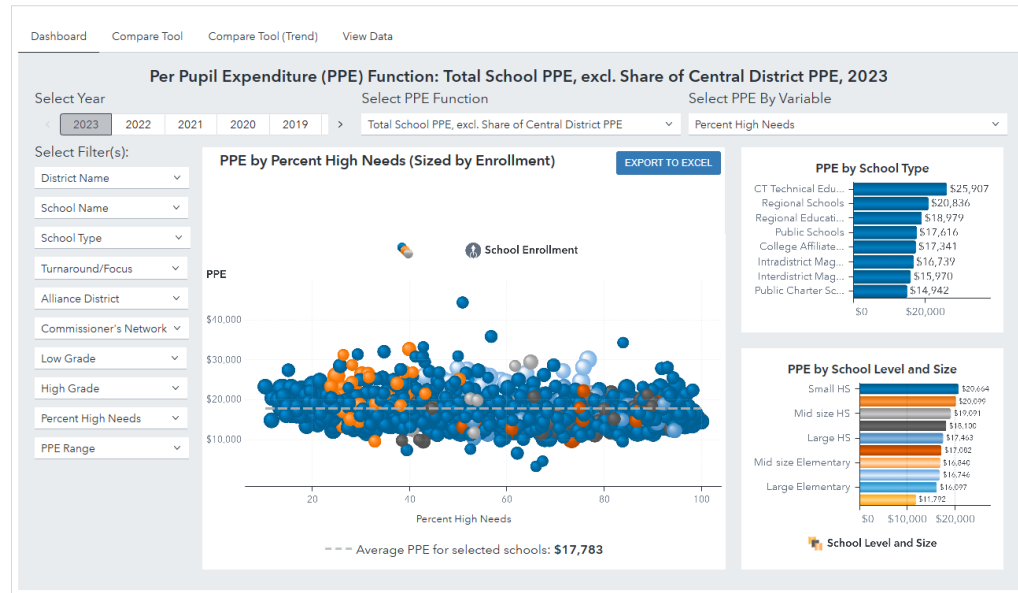 Dashboard
Compare Tool
Compare Tool (Trend)
View Data
Per Pupil Expenditure (PPE) Function: Total School PPE, excl. Share of Central District PPE, 2023
Select Year
Select PPE Function
Select PPE By Variable
2023 2022 2021 2020 2019
Total School PPE, excl. Share of Central District PPE
Percent High Needs
Select Filter(s):
District Name
School Name
School Type
Turnaround/Focus
Alliance District
Commissioner's Network
Low Grade
High Grade
Percent High Needs
PPE Range
PPE by Percent High Needs (Sized by Enrollment)
EXPORT TO EXCEL
School Enrollment
PPE
$40,000
$30,000
$20,000
$10,000
20 40 60 80 100
Percent High Needs
Average PPE for selected schools: $17,783
PPE by School Type
CT Technical Edu... $25,907
Regional Schools $20,836
Regional Educati... $18,979
Public Schools $17,616
College Affiliate... $17,341
Intradistrict Mag... $16,739
Interdistrict Mag... $15,970
Public Charter Sc... $14,942
$0 $20,000
PPE by School Level and Size
Small HS $20,664
$20,099
Mid size HS $19,091
$18,100
Large HS $17,463
$17,082
Mid size Elementary $16,840
$16,746
Large Elementary $16,097
$11,792
$0 $10,000 $20,000
School Level and Size